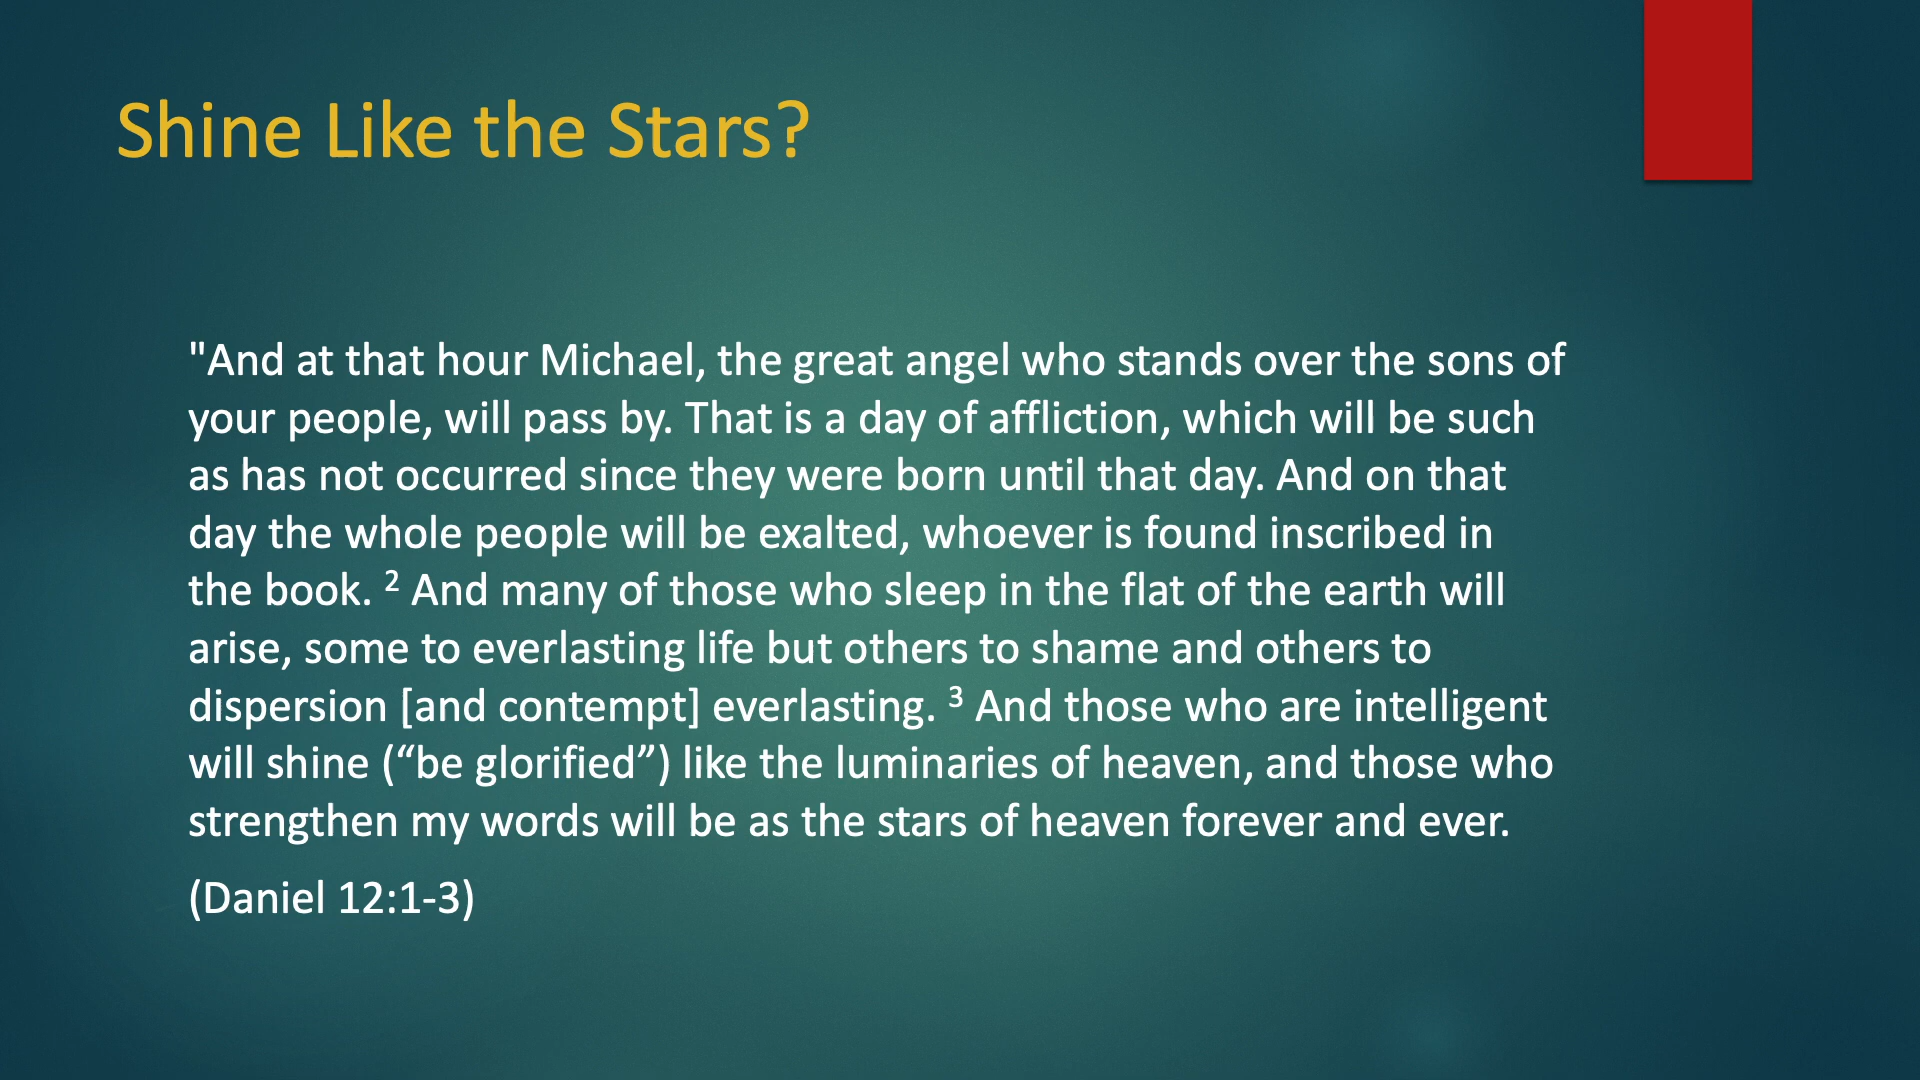 Shine Like the Stars?
"And at that hour Michael, the great angel who stands over the sons of
your people, will pass by. That is a day of affliction, which will be such
as has not occurred since they were born until that day. And on that
day the whole people will be exalted, whoever is found inscribed in
the book. ² And many of those who sleep in the flat of the earth will
arise, some to everlasting life but others to shame and others to
dispersion [and contempt] everlasting. ³ And those who are intelligent
will shine (“be glorified”) like the luminaries of heaven, and those who
strengthen my words will be as the stars of heaven forever and ever.
(Daniel 12:1-3)